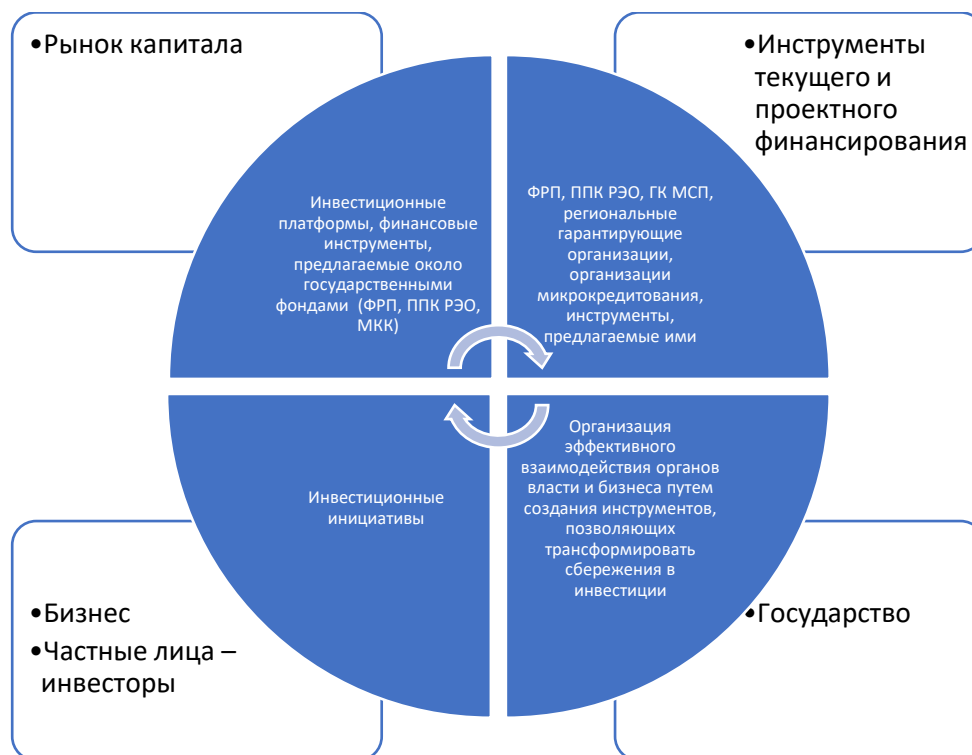 •Рынок капитала
•Инструменты
текущего и
проектного
финансирования
Инвестиционные
платформы, финансовые
инструменты,
предлагаемые около
государственными
фондами (ФРП, ППК РЭО,
МКК)
ФРП, ППК РЭО, ГК МСП,
региональные
гарантирующие
организации,
организации
микрокредитования,
инструменты,
предлагаемые ими
Инвестиционные
инициативы
Организация
эффективного
взаимодействия органов
власти и бизнеса путем
создания инструментов,
позволяющих
трансформировать
сбережения в
инвестиции
•Бизнес
•Частные лица –
инвесторы
•Государство